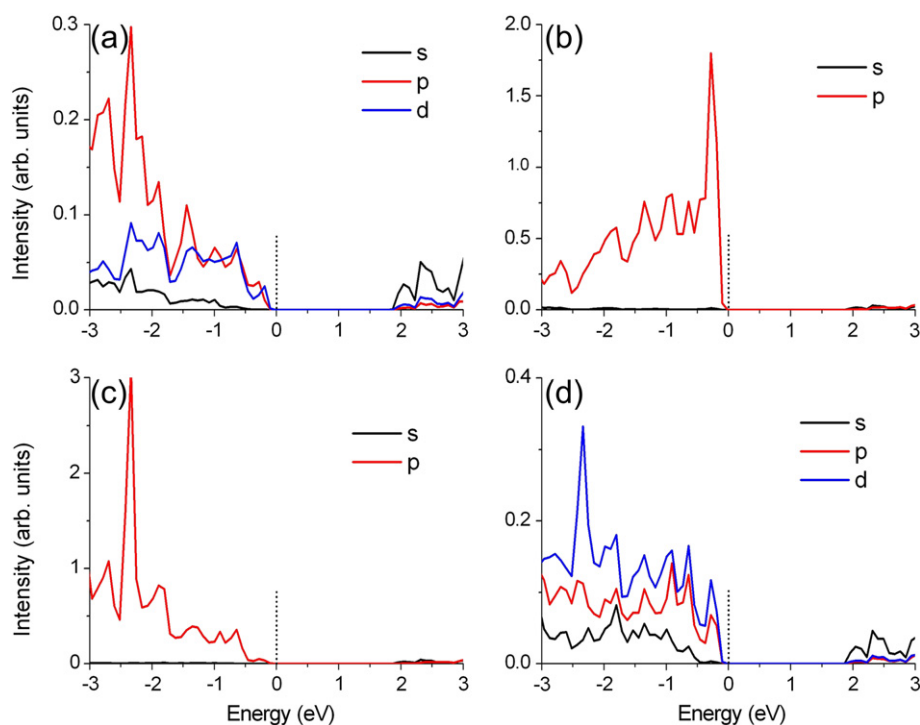 (a)
s
p
d
Intensity (arb. units)
0.3
0.2
0.1
0.0
-3 -2 -1 0 1 2 3
(b)
s
p
2.0
1.5
1.0
0.5
0.0
-3 -2 -1 0 1 2 3
(c)
s
p
Intensity (arb. units)
3
2
1
0
-3 -2 -1 0 1 2 3
Energy (eV)
(d)
s
p
d
0.4
0.2
0.0
-3 -2 -1 0 1 2 3
Energy (eV)